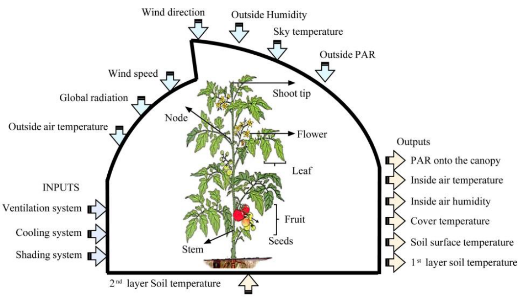 Wind direction
Outside Humidity
Sky temperature
Outside PAR
Wind speed
Global radiation
Outside air temperature
Shoot tip
Node
Flower
Leaf
Fruit
Seeds
Stem
INPUTS
Ventilation system
Cooling system
Shading system
Outputs
PAR onto the canopy
Inside air temperature
Inside air humidity
Cover temperature
Soil surface temperature
1st layer soil temperature
2nd layer Soil temperature